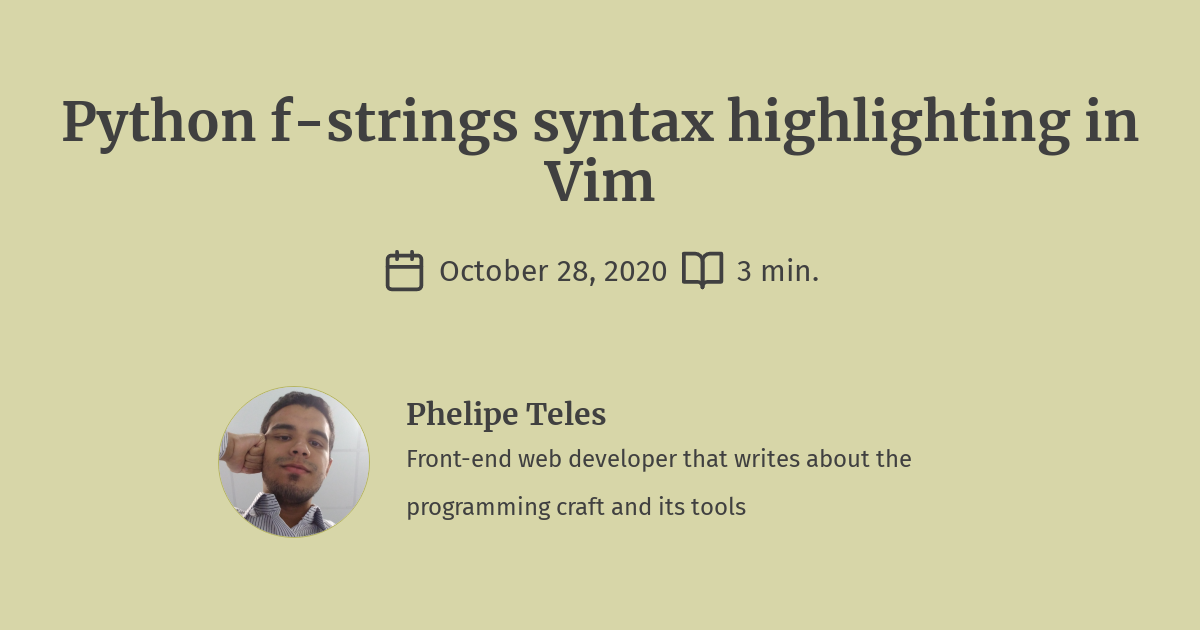 Python f-strings syntax highlighting in
Vim
October 28, 2020 3 min.
Phelipe Teles
Front-end web developer that writes about the
programming craft and its tools